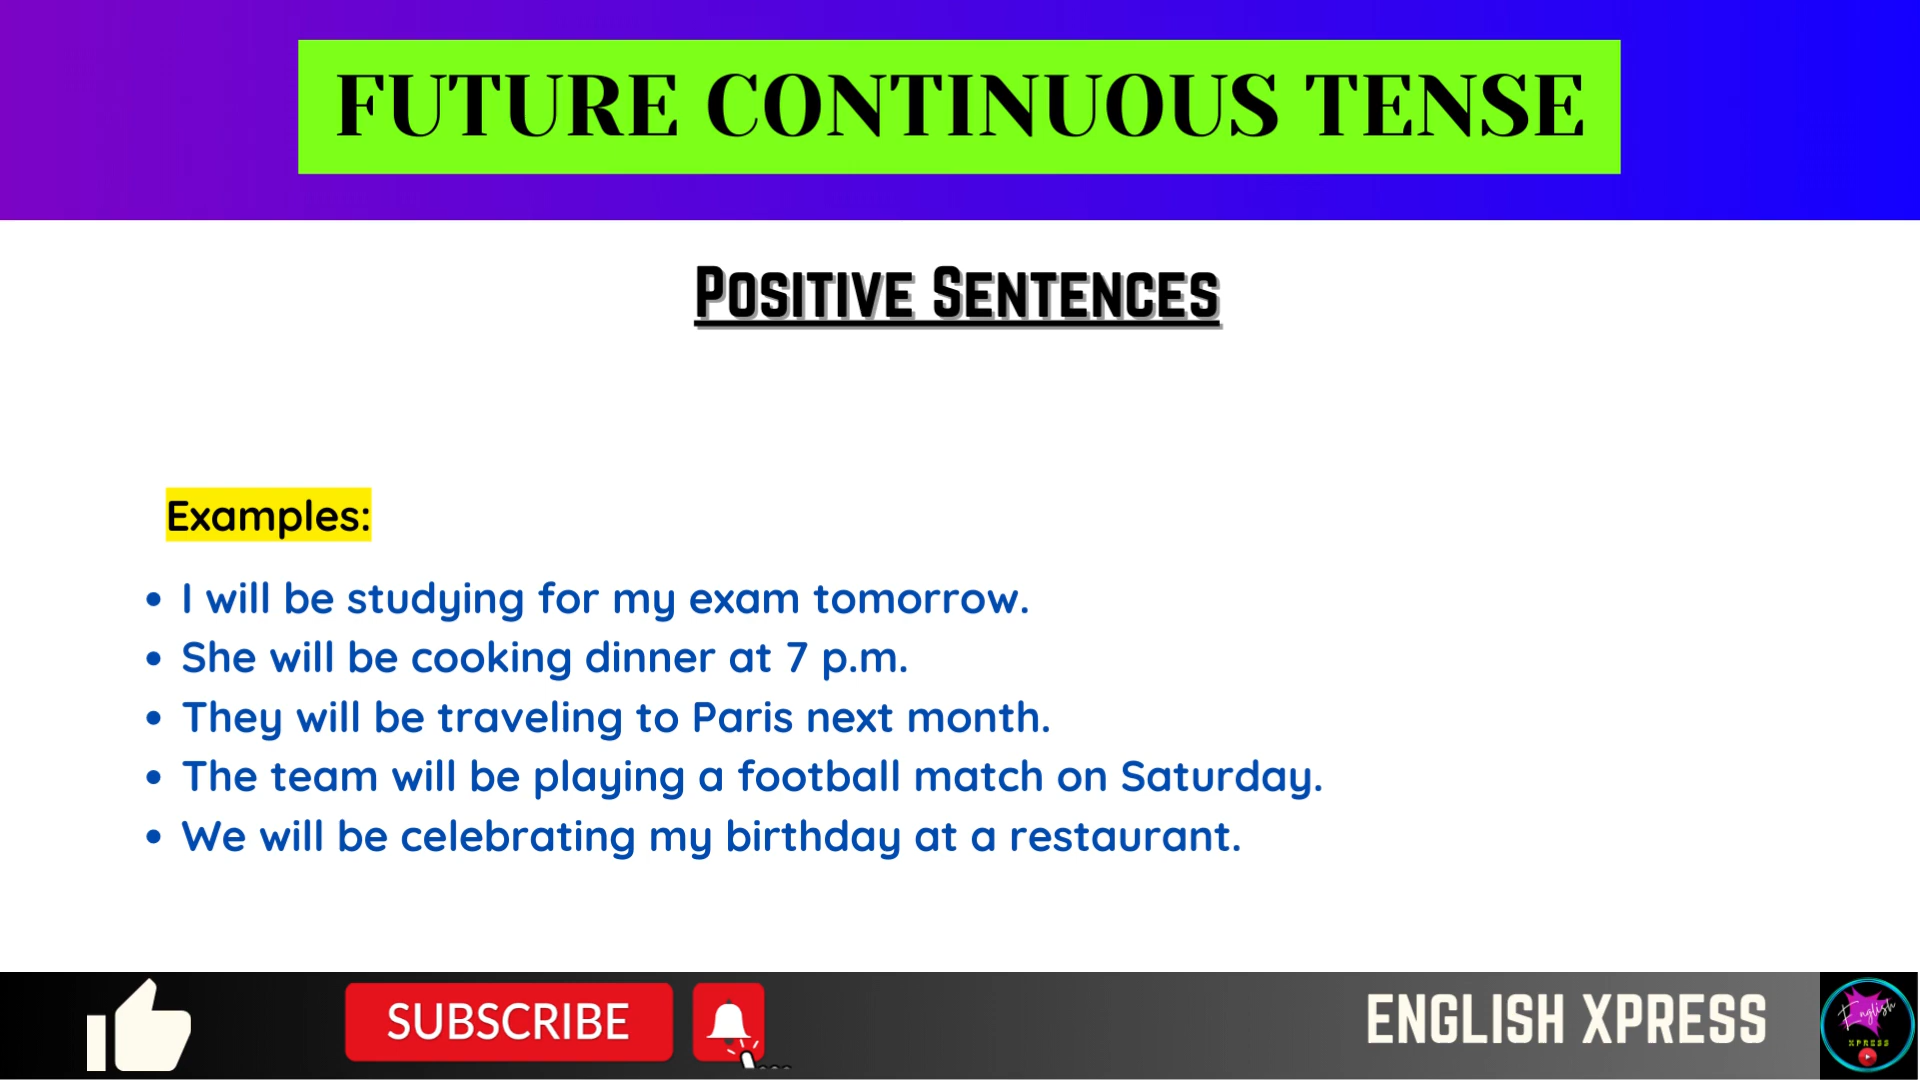 FUTURE CONTINUOUS TENSE
POSITIVE SENTENCES
Examples:
• I will be studying for my exam tomorrow.
• She will be cooking dinner at 7 p.m.
• They will be traveling to Paris next month.
• The team will be playing a football match on Saturday.
• We will be celebrating my birthday at a restaurant.
SUBSCRIBE
ENGLISH XPRESS
English
XPRESS